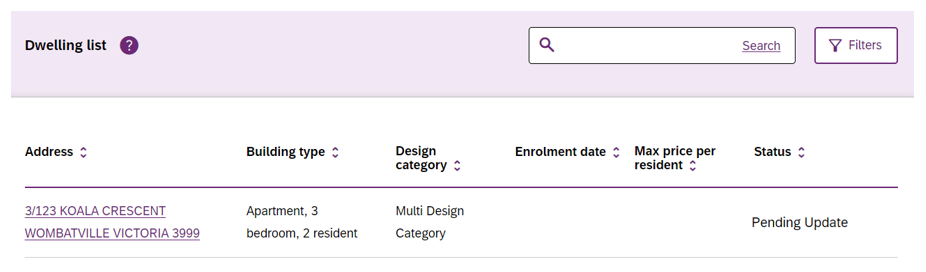 Dwelling list ?
Search
Filters
Address
Building type
Design category
Enrolment date
Max price per resident
Status
3/123 KOALA CRESCENT
WOMBATVILLE VICTORIA 3999
Apartment, 3
bedroom, 2 resident
Multi Design
Category
Pending Update